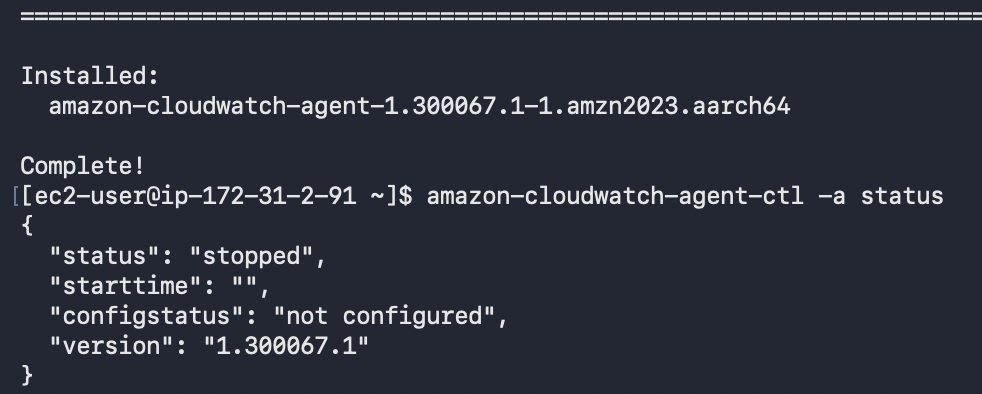 ================================================================================
Installed:
  amazon-cloudwatch-agent-1.300067.1-1.amzn2023.aarch64
Complete!
[[ec2-user@ip-172-31-2-91 ~]$ amazon-cloudwatch-agent-ctl -a status
{
  "status": "stopped",
  "starttime": "",
  "configstatus": "not configured",
  "version": "1.300067.1"
}